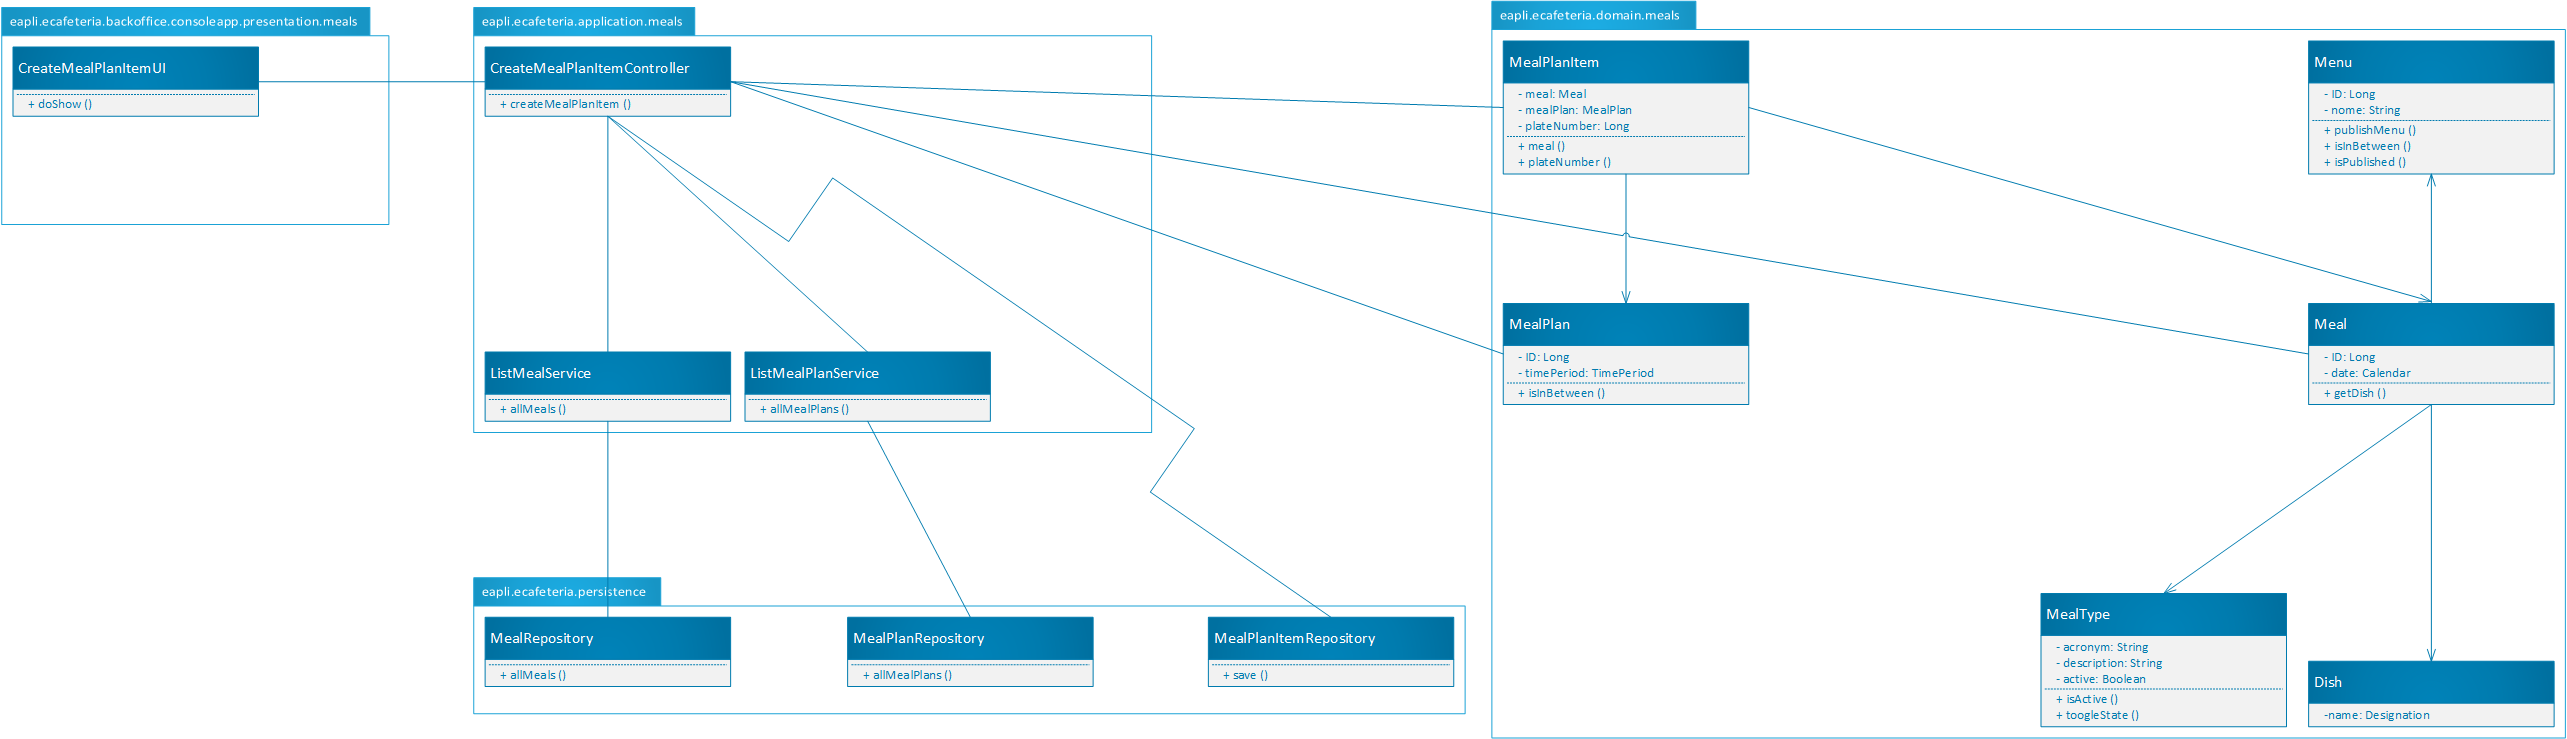 eapli.ecafeteria.backoffice.consoleapp.presentation.meals
CreateMealPlanItemUI
+ doShow ()
eapli.ecafeteria.application.meals
CreateMealPlanItemController
+ createMealPlanItem ()
ListMealService
+ allMeals ()
ListMealPlanService
+ allMealPlans ()
eapli.ecafeteria.persistence
MealRepository
+ allMeals ()
MealPlanRepository
+ allMealPlans ()
MealPlanItemRepository
+ save ()
eapli.ecafeteria.domain.meals
MealPlanItem
- meal: Meal
- mealPlan: MealPlan
- plateNumber: Long
+ meal ()
+ plateNumber ()
Menu
- ID: Long
- nome: String
+ publishMenu ()
+ isInBetween ()
+ isPublished ()
MealPlan
- ID: Long
- timePeriod: TimePeriod
+ isInBetween ()
Meal
- ID: Long
- date: Calendar
+ getDish ()
MealType
- acronym: String
- description: String
- active: Boolean
+ isActive ()
+ toogleState ()
Dish
-name: Designation